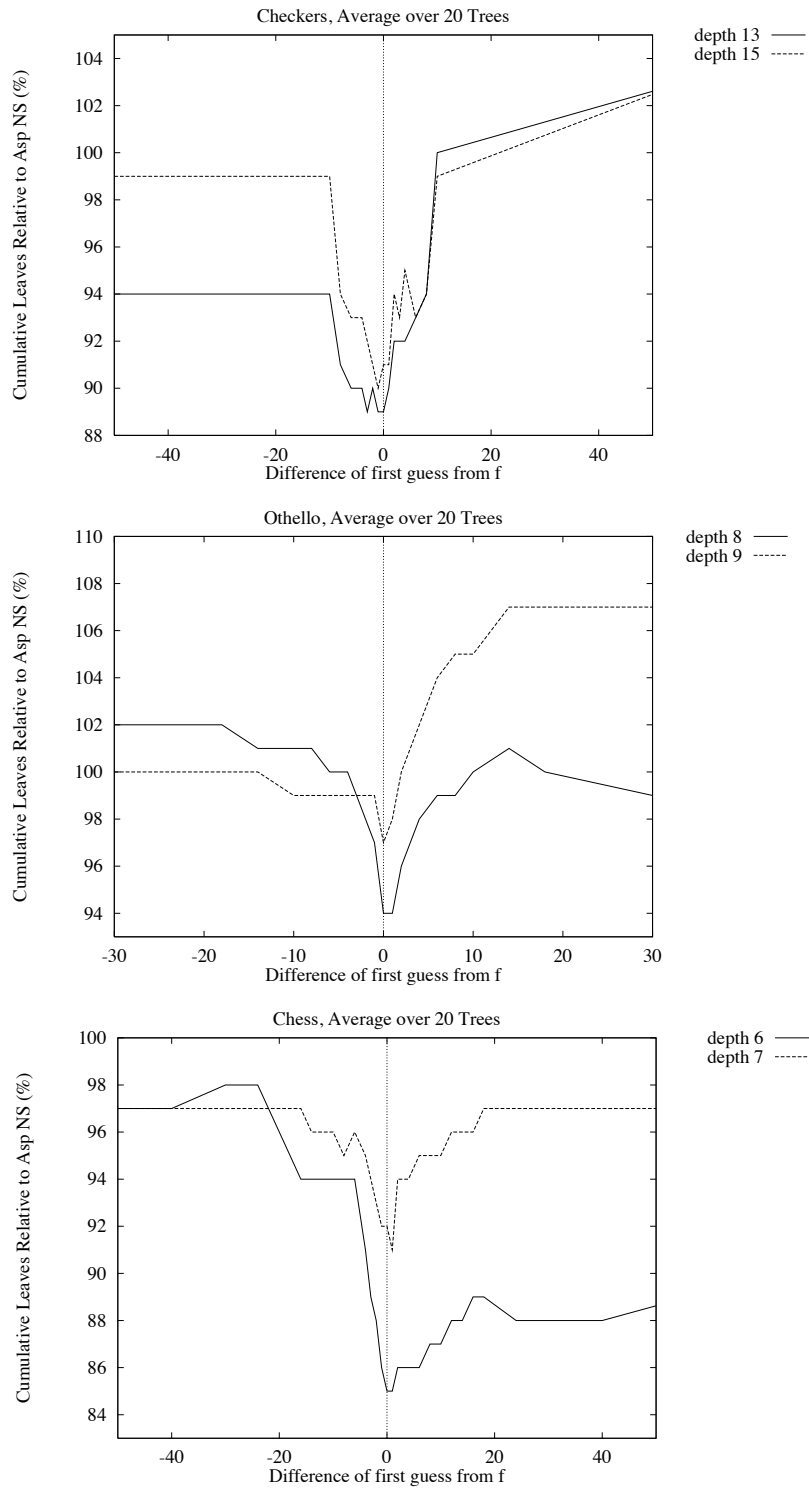 Checkers, Average over 20 Trees
depth 13
depth 15
Cumulative Leaves Relative to Asp NS (%)
104
102
100
98
96
94
92
90
88
-40 -20 0 20 40
Difference of first guess from f
Othello, Average over 20 Trees
depth 8
depth 9
Cumulative Leaves Relative to Asp NS (%)
110
108
106
104
102
100
98
96
94
-30 -20 -10 0 10 20 30
Difference of first guess from f
Chess, Average over 20 Trees
depth 6
depth 7
Cumulative Leaves Relative to Asp NS (%)
100
98
96
94
92
90
88
86
84
-40 -20 0 20 40
Difference of first guess from f